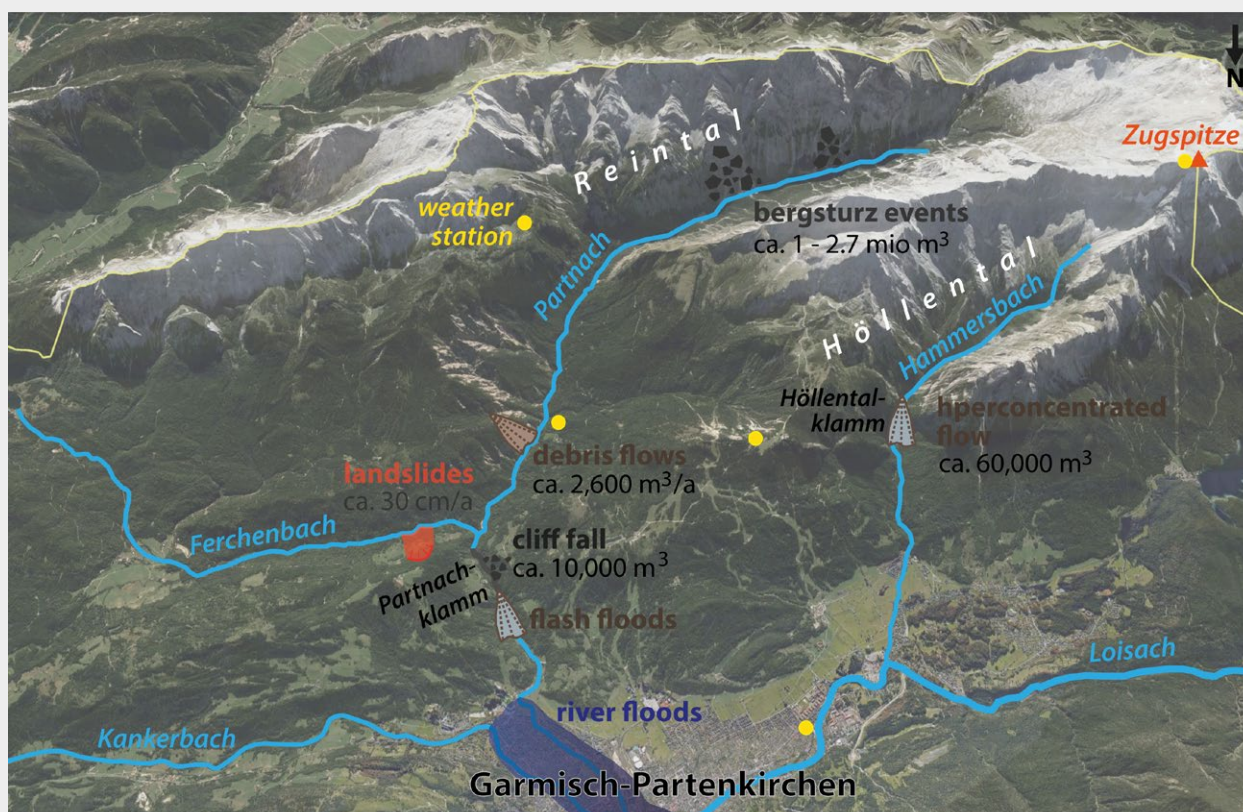 N
Zugspitze
Reintal
weather
station
bergsturz events
ca. 1 - 2.7 mio m³
Partnach
Höllental
Hammersbach
Höllental-
klamm
hperconcentrated
flow
ca. 60,000 m³
debris flows
ca. 2,600 m³/a
landslides
ca. 30 cm/a
Ferchenbach
cliff fall
ca. 10,000 m³
Partnach-
klamm
flash floods
Loisach
river floods
Kankerbach
Garmisch-Partenkirchen